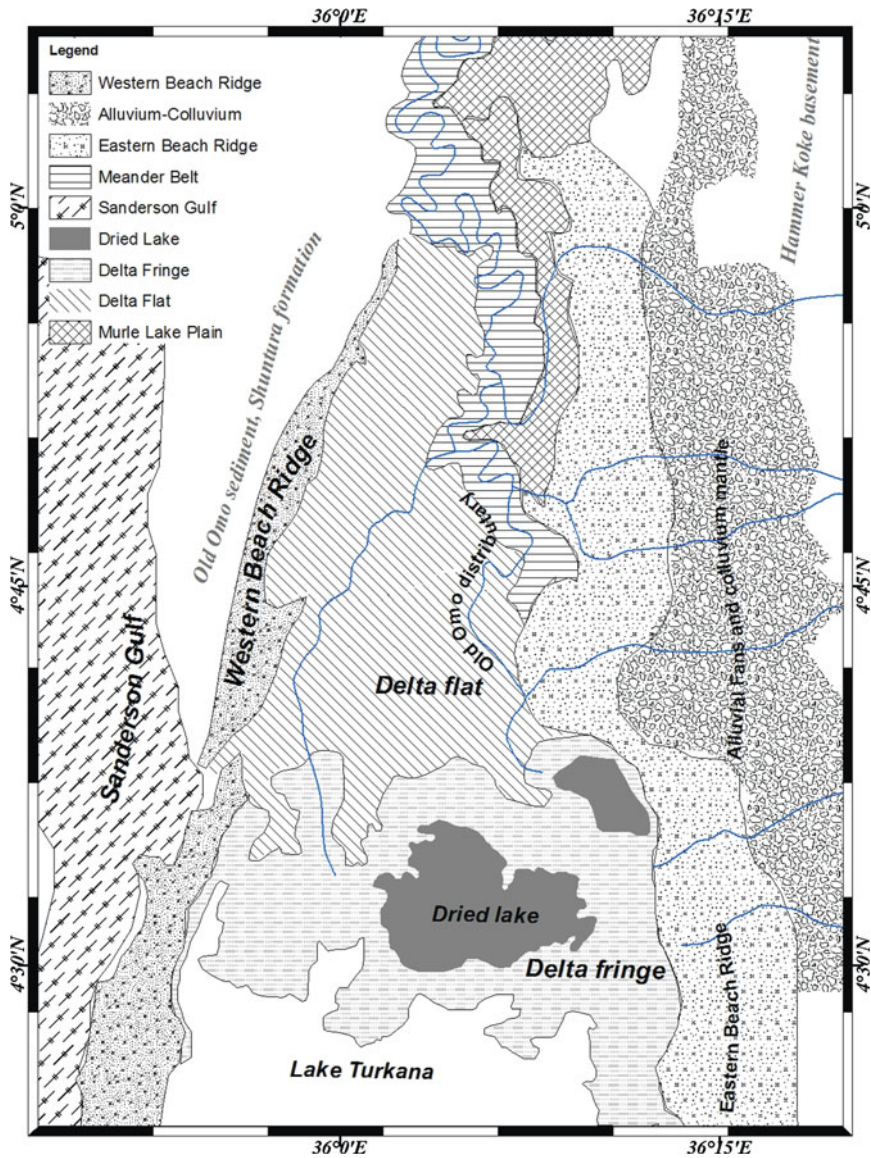 36°0'E
36°15'E
Legend
Western Beach Ridge
Alluvium-Colluvium
Eastern Beach Ridge
Meander Belt
Sanderson Gulf
Dried Lake
Delta Fringe
Delta Flat
Murle Lake Plain
Hammer Koke basement
5°0'N
5°0'N
Old Omo sediment, Shuntura formation
Western Beach Ridge
Old Omo distributary
Alluvial Fans and colluvium mantle
4°45'N
4°45'N
Sanderson Gulf
Delta flat
Dried lake
Delta fringe
4°30'N
4°30'N
Eastern Beach Ridge
Lake Turkana
36°0'E
36°15'E